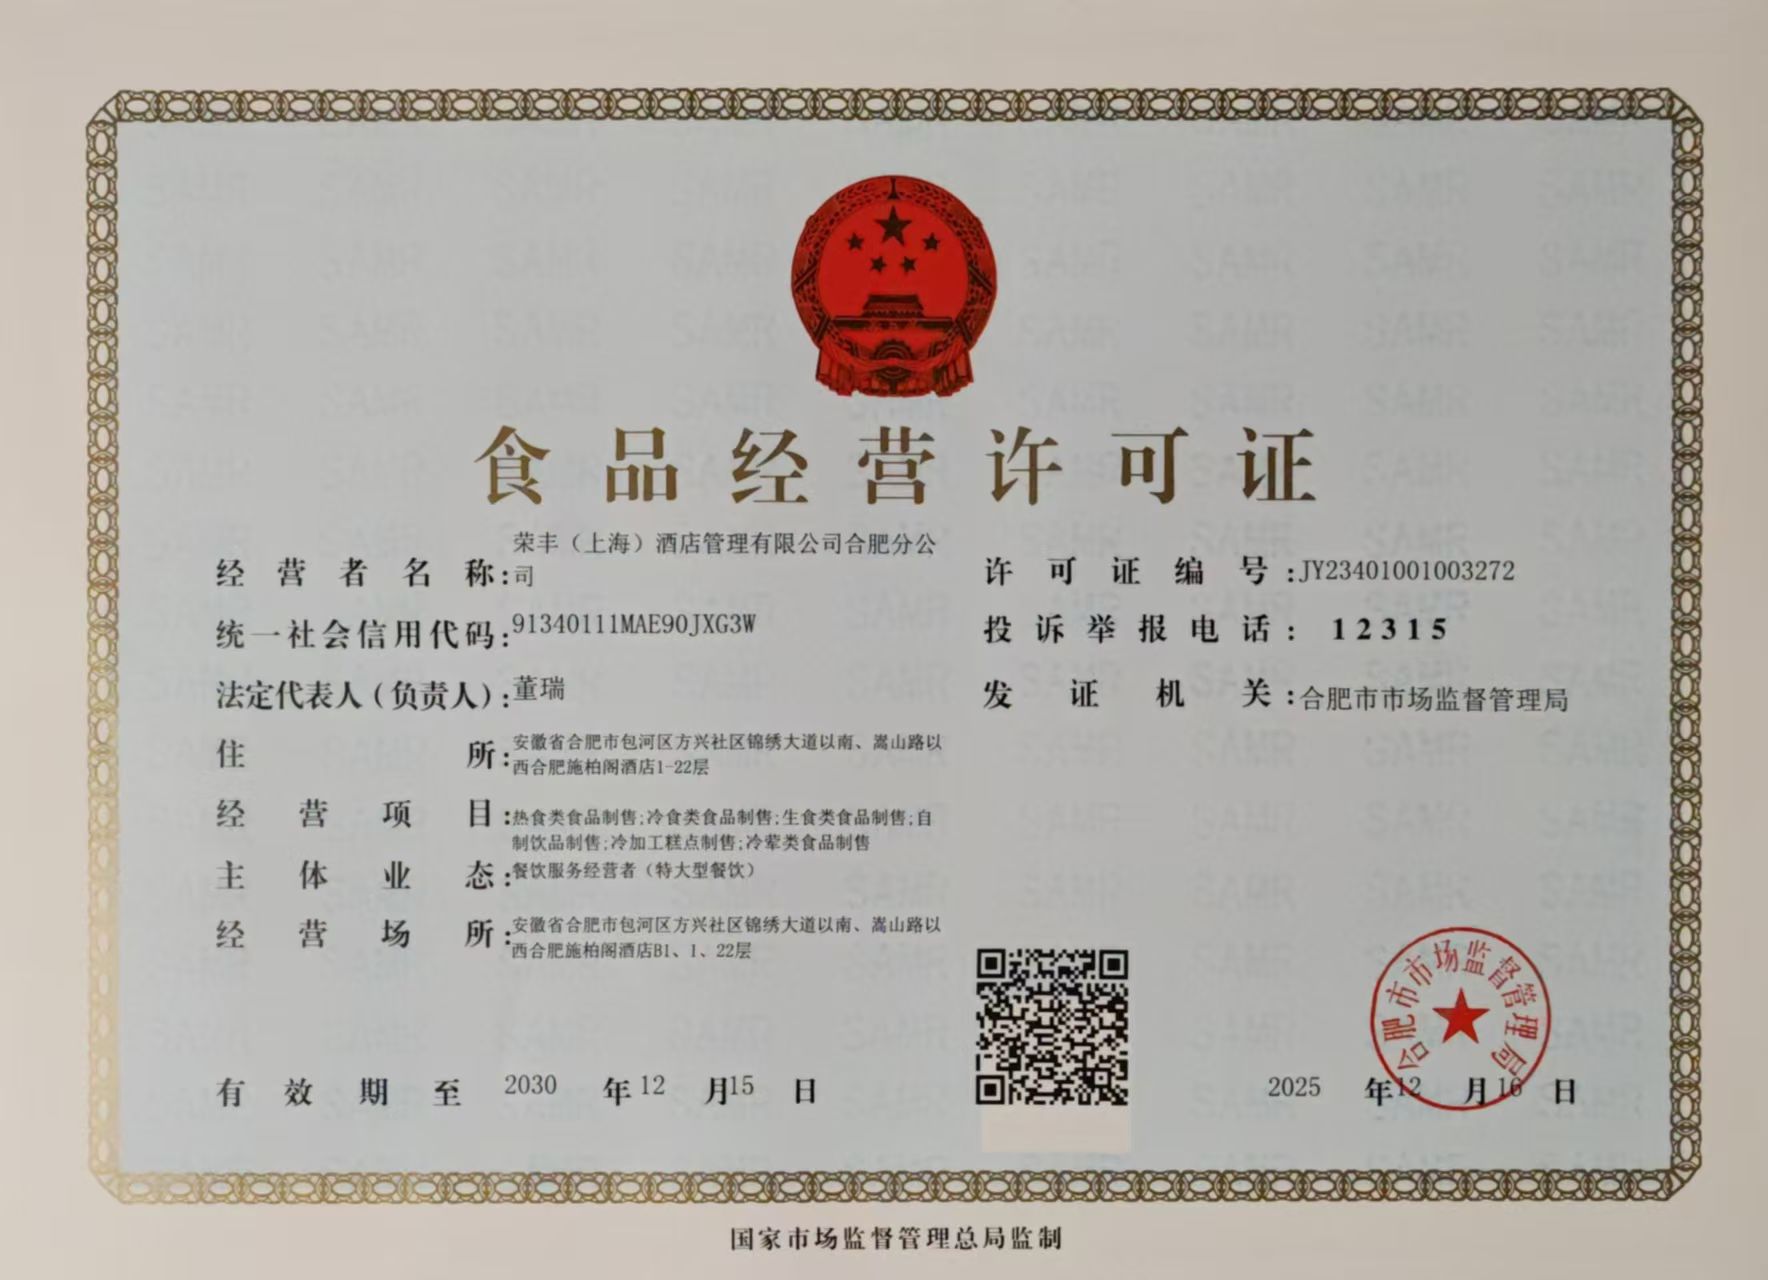 食品经营许可证
经营者名称:荣丰（上海）酒店管理有限公司合肥分公
司
统一社会信用代码:91340111MAE90JXG3W
法定代表人(负责人):董瑞
住所:安徽省合肥市包河区方兴社区锦绣大道以南、嵩山路以
西合肥施柏阁酒店1-22层
经营项目:热食类食品制售;冷食类食品制售;生食类食品制售;自
制饮品制售;冷加工糕点制售;冷荤类食品制售
主体业态:餐饮服务经营者（特大型餐饮）
经营场所:安徽省合肥市包河区方兴社区锦绣大道以南、嵩山路以
西合肥施柏阁酒店B1、1、22层
有效期至 2030 年 12 月 15 日
许可证编号:JY23401001003272
投诉举报电话: 12315
发证机关:合肥市市场监督管理局
合肥市市场监督管理局
2025 年 12 月 16 日
国家市场监督管理总局监制